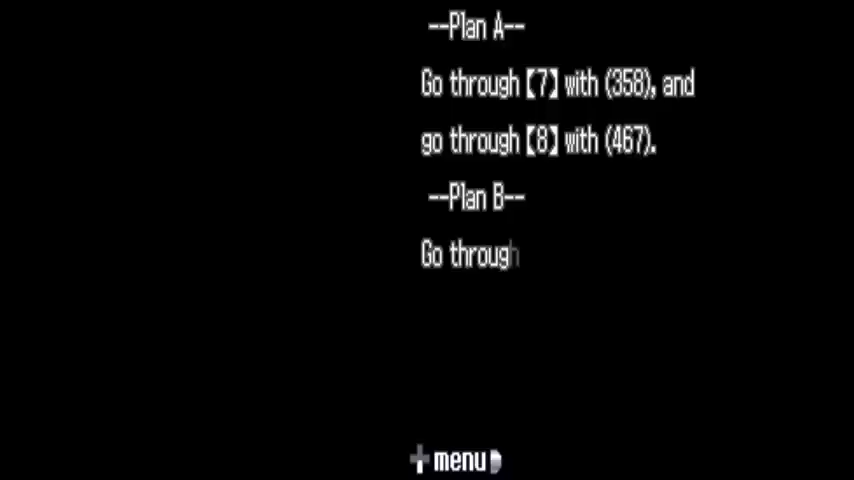 --Plan A--
Go through【7】with (358), and
go through【8】with (467).
--Plan B--
Go through
menu